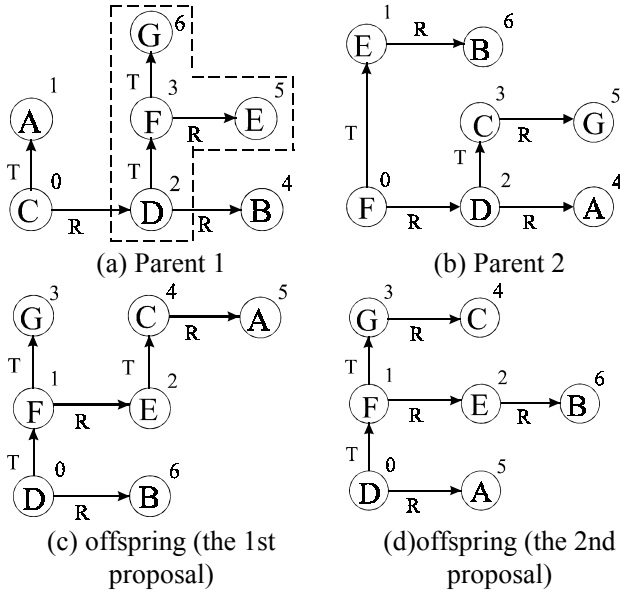 G 6
T
A 1
F 3
R
E 5
T
T
C 0
R
D 2
R
B 4
(a) Parent 1
E 1
R
B 6
T
C 3
R
G 5
T
F 0
R
D 2
R
A 4
(b) Parent 2
G 3
C 4
R
A 5
T
T
F 1
R
E 2
T
D 0
R
B 6
(c) offspring (the 1st
proposal)
G 3
R
C 4
T
F 1
R
E 2
R
B 6
T
D 0
R
A 5
(d)offspring (the 2nd
proposal)